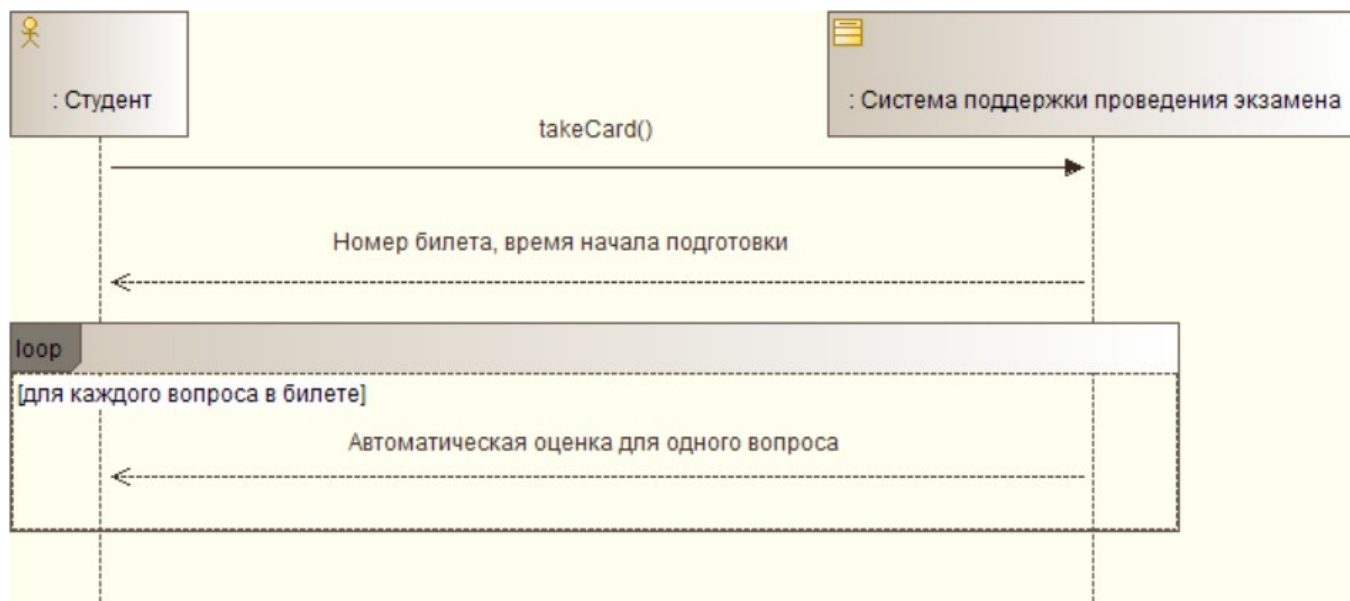 : Студент
: Система поддержки проведения экзамена
takeCard()
Номер билета, время начала подготовки
loop
[для каждого вопроса в билете]
Автоматическая оценка для одного вопроса